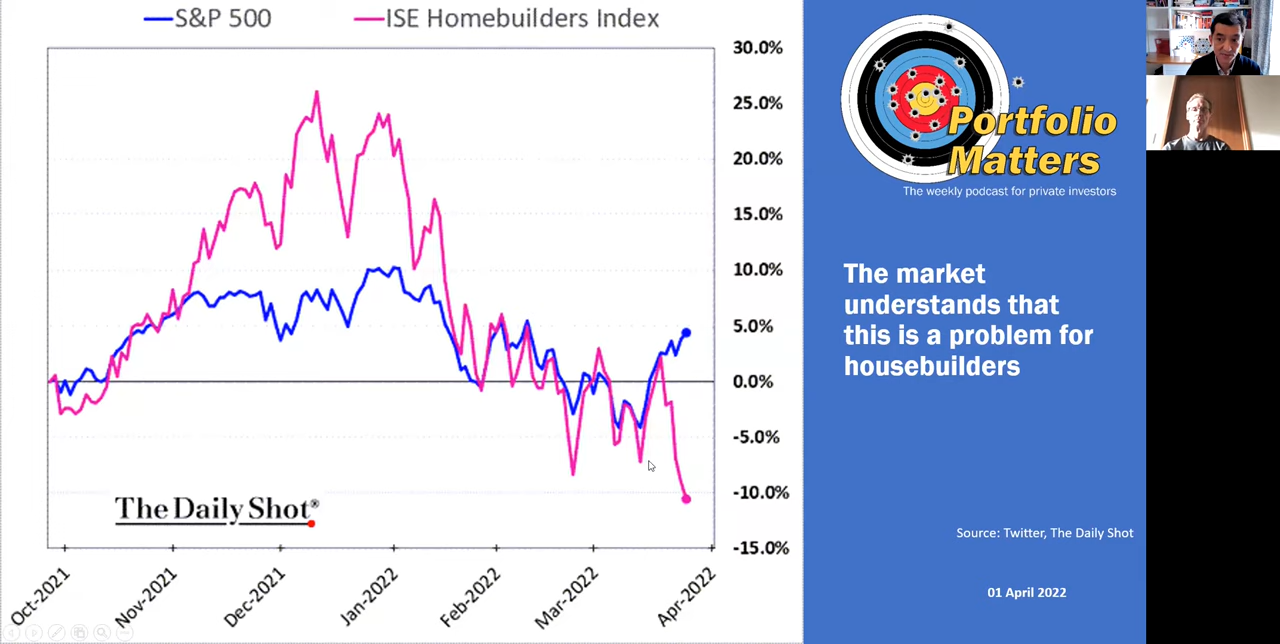 S&P 500
ISE Homebuilders Index
30.0%
25.0%
20.0%
15.0%
10.0%
5.0%
0.0%
-5.0%
-10.0%
-15.0%
The Daily Shot®
Oct-2021
Nov-2021
Dec-2021
Jan-2022
Feb-2022
Mar-2022
Apr-2022
Portfolio
Matters
The weekly podcast for private investors
The market
understands that
this is a problem for
housebuilders
Source: Twitter, The Daily Shot
01 April 2022